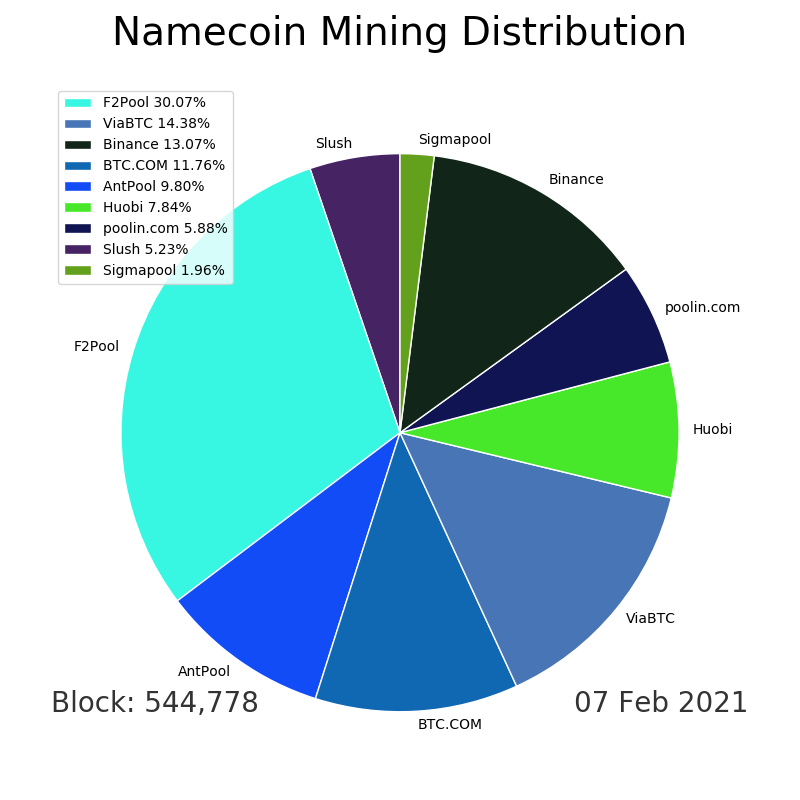 Namecoin Mining Distribution
F2Pool 30.07%
ViaBTC 14.38%
Binance 13.07%
BTC.COM 11.76%
AntPool 9.80%
Huobi 7.84%
poolin.com 5.88%
Slush 5.23%
Sigmapool 1.96%
Slush
Sigmapool
Binance
poolin.com
F2Pool
Huobi
ViaBTC
AntPool
BTC.COM
Block: 544,778
07 Feb 2021